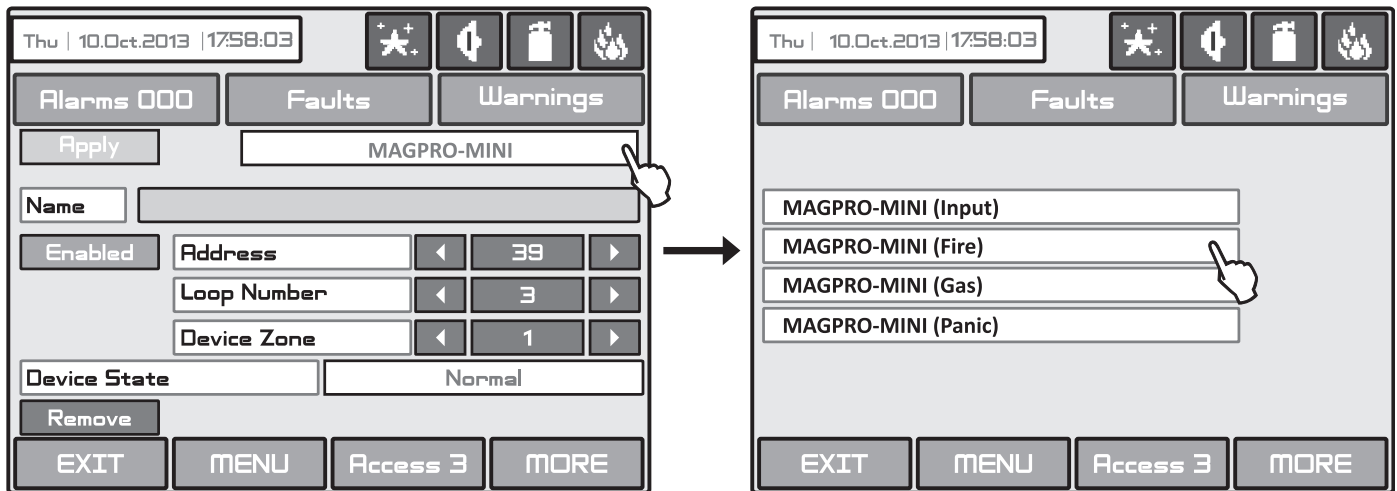 Thu | 10.Oct.2013 | 17:58:03
Alarms 000 Faults Warnings
Apply MAGPRO-MINI
Name
Enabled Address 39
Loop Number 3
Device Zone 1
Device State Normal
Remove
EXIT MENU Access 3 MORE
Thu | 10.Oct.2013 | 17:58:03
Alarms 000 Faults Warnings
MAGPRO-MINI (Input)
MAGPRO-MINI (Fire)
MAGPRO-MINI (Gas)
MAGPRO-MINI (Panic)
EXIT MENU Access 3 MORE